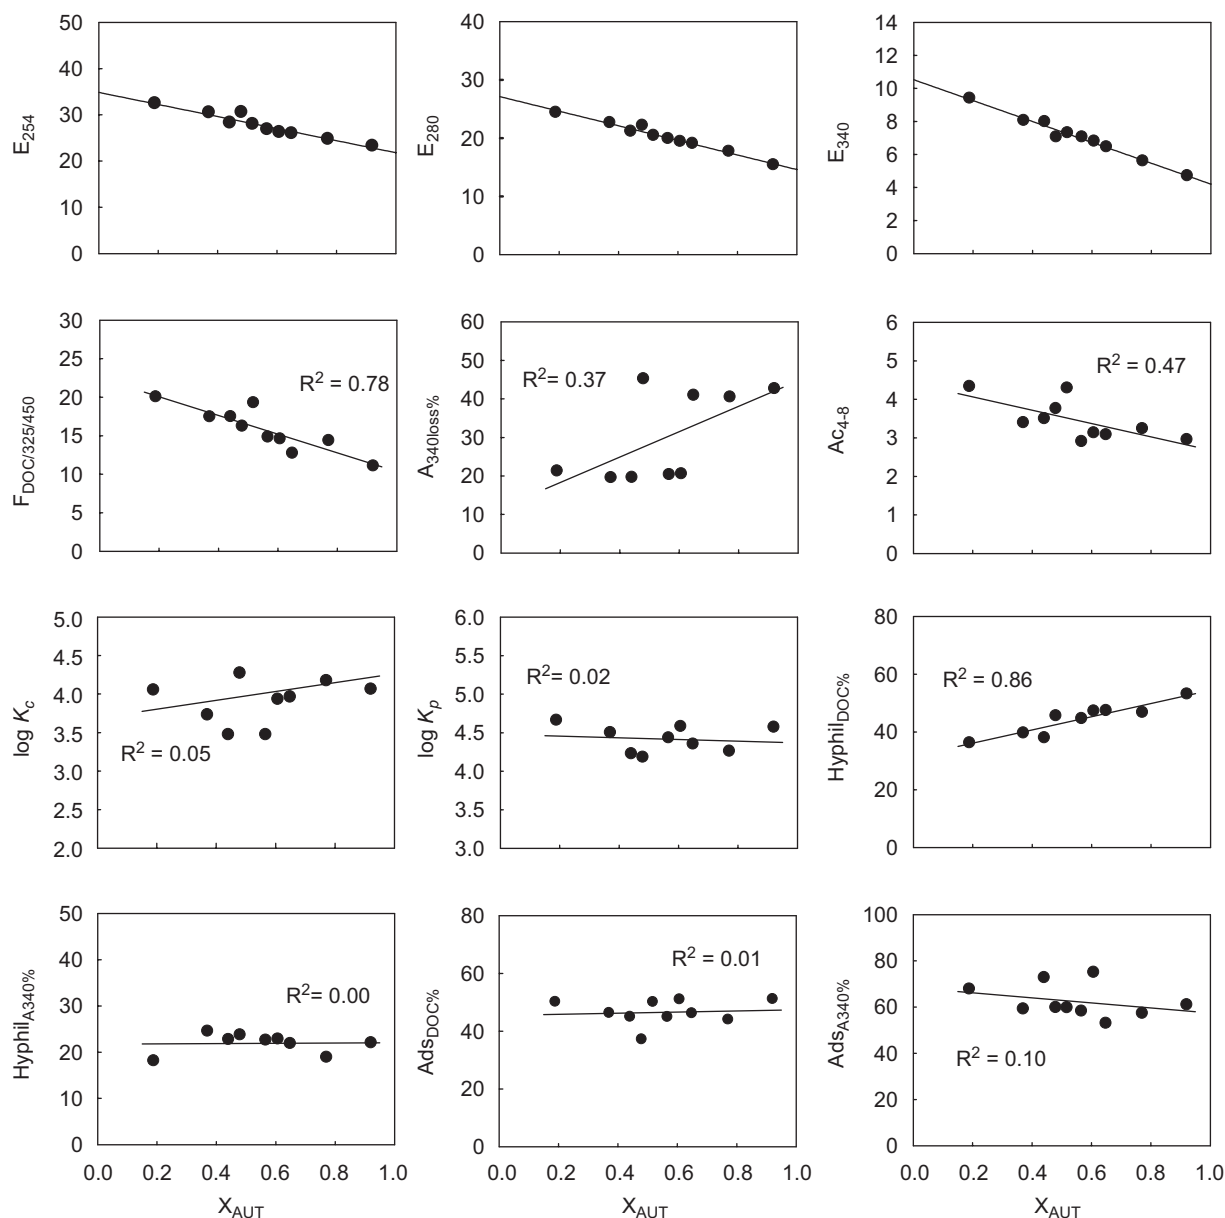 50
40
30
20
10
0
E254
40
30
20
10
0
E280
14
12
10
8
6
4
2
0
E340
30
25
20
15
10
5
0
FDOC/325/450
R2 = 0.78
60
50
40
30
20
10
0
A340loss%
R2= 0.37
6
5
4
3
2
1
0
Ac4-8
R2 = 0.47
5.0
4.5
4.0
3.5
3.0
2.5
2.0
log Kc
R2 = 0.05
6.0
5.5
5.0
4.5
4.0
3.5
3.0
log Kp
R2= 0.02
80
60
40
20
0
HyphilDOC%
R2 = 0.86
50
40
30
20
10
0
HyphilA340%
R2= 0.00
0.0 0.2 0.4 0.6 0.8 1.0
XAUT
80
60
40
20
0
AdsDOC%
R2 = 0.01
0.0 0.2 0.4 0.6 0.8 1.0
XAUT
100
80
60
40
20
0
AdsA340%
R2 = 0.10
0.0 0.2 0.4 0.6 0.8 1.0
XAUT